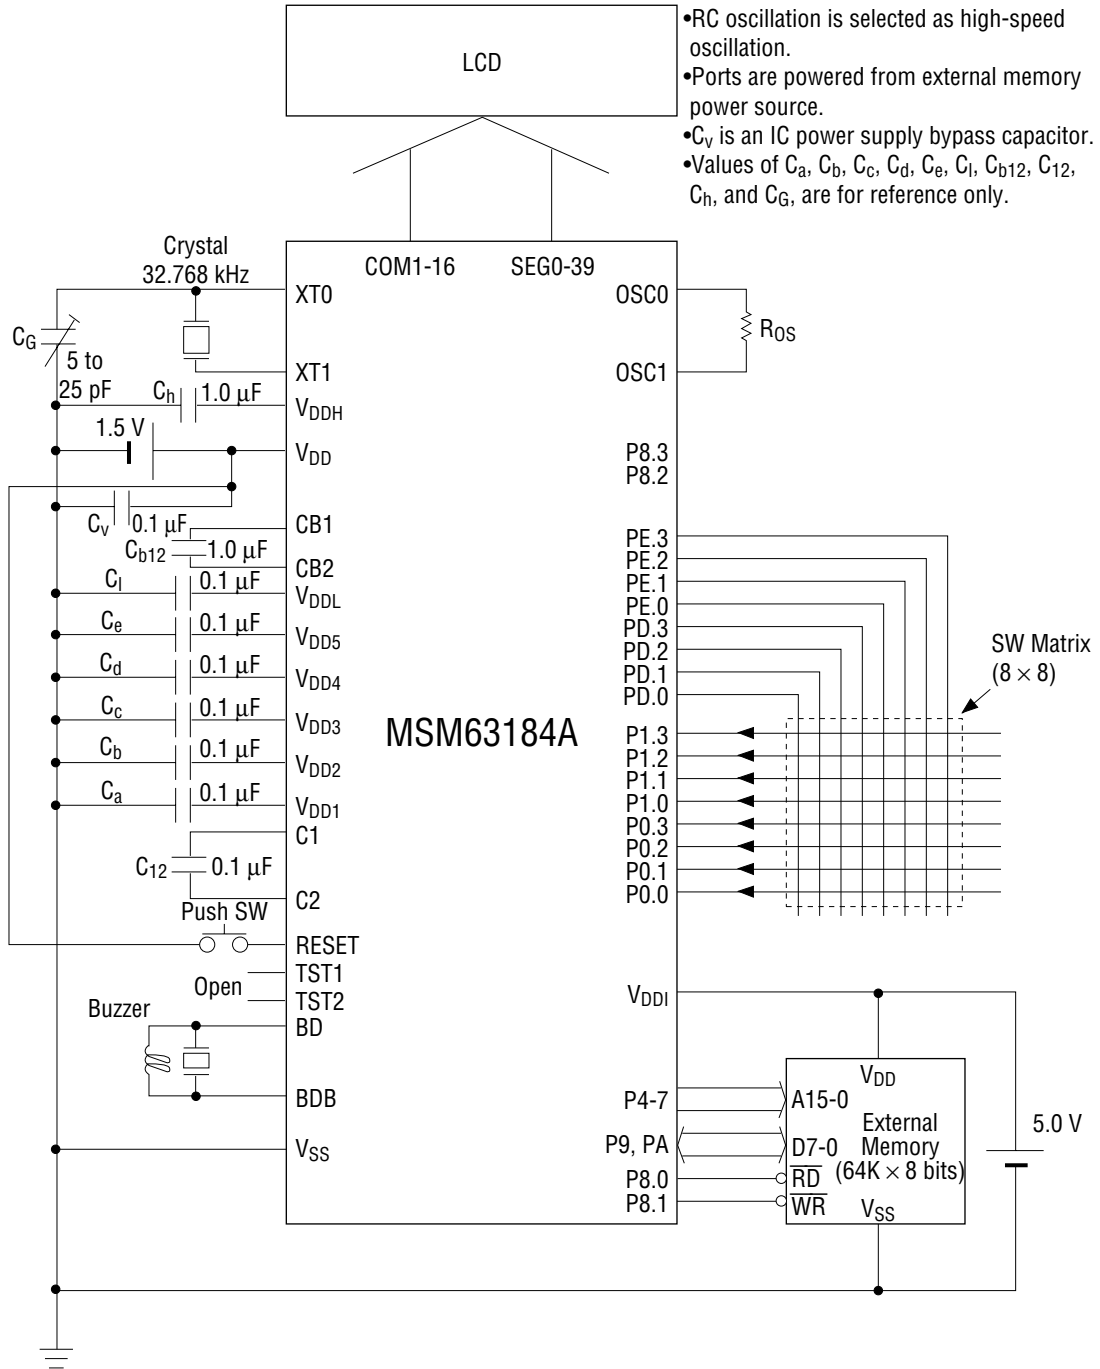 LCD
•RC oscillation is selected as high-speed
oscillation.
•Ports are powered from external memory
power source.
•Cv is an IC power supply bypass capacitor.
•Values of Ca, Cb, Cc, Cd, Ce, Cl, Cb12, C12,
Ch, and CG, are for reference only.
Crystal
32.768 kHz
CG
5 to
25 pF
Ch 1.0 μF
1.5 V
Cv 0.1 μF
Cb12 1.0 μF
Cl 0.1 μF
Ce 0.1 μF
Cd 0.1 μF
Cc 0.1 μF
Cb 0.1 μF
Ca 0.1 μF
C12 0.1 μF
Push SW
Open
Buzzer
COM1-16 SEG0-39
XT0
XT1
VDDH
VDD
CB1
CB2
VDDL
VDD5
VDD4
VDD3
VDD2
VDD1
C1
C2
RESET
TST1
TST2
BD
BDB
VSS
MSM63184A
OSC0
OSC1
ROS
P8.3
P8.2
PE.3
PE.2
PE.1
PE.0
PD.3
PD.2
PD.1
PD.0
P1.3
P1.2
P1.1
P1.0
P0.3
P0.2
P0.1
P0.0
SW Matrix
(8 × 8)
VDDI
P4-7
P9, PA
P8.0
P8.1
VDD
A15-0
External
Memory
D7-0
(64K × 8 bits)
RD
WR
VSS
5.0 V